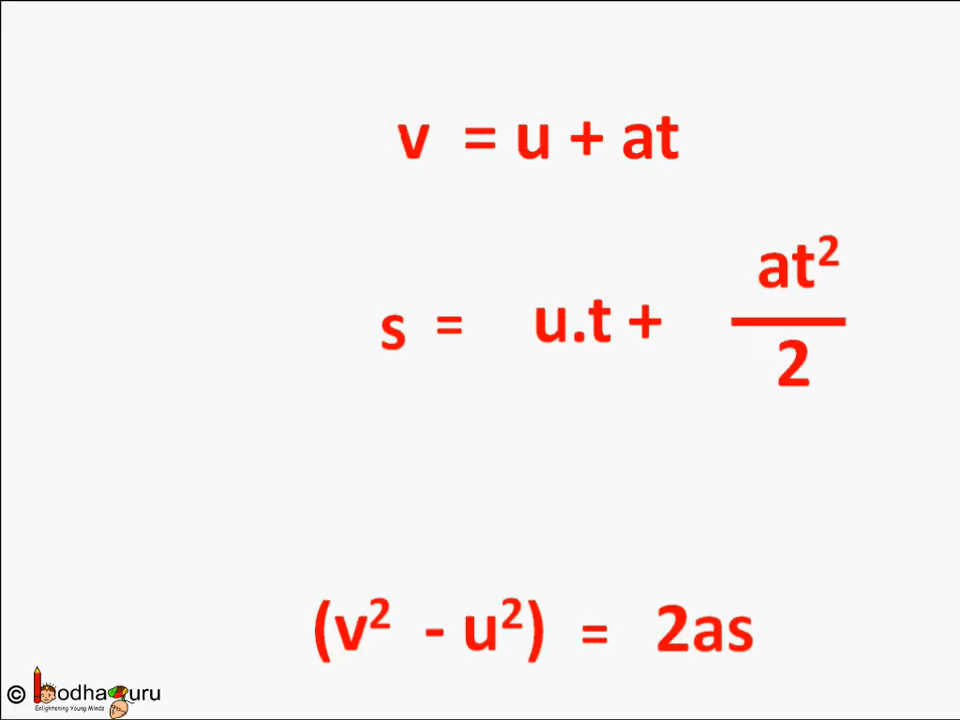 v = u + at
s = u.t + at²/2
(v² - u²) = 2as
© BodhaGuru
Enlightening Young Minds